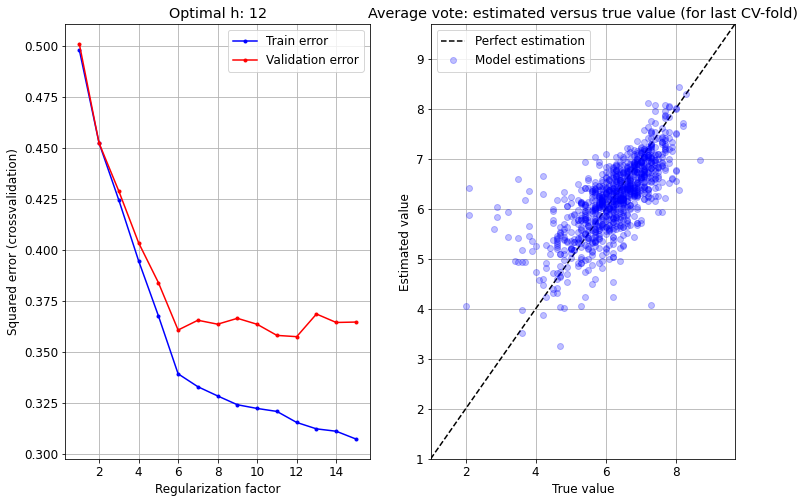 Optimal h: 12
Train error
Validation error
0.500
0.475
0.450
0.425
0.400
0.375
0.350
0.325
0.300
Squared error (crossvalidation)
2 4 6 8 10 12 14
Regularization factor
Average vote: estimated versus true value (for last CV-fold)
Perfect estimation
Model estimations
9
8
7
6
5
4
3
2
1
Estimated value
2 4 6 8
True value